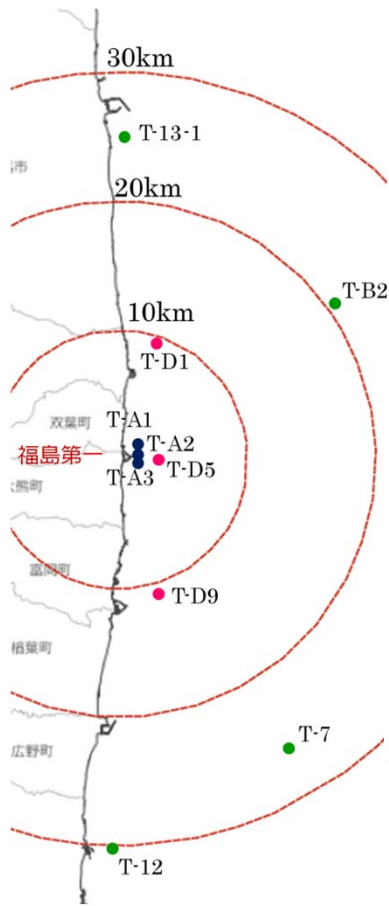 30km
T-13-1
市
20km
T-B2
10km
T-D1
双葉町
T-A1
T-A2
福島第一
T-D5
T-A3
大熊町
富岡町
T-D9
楢葉町
T-7
広野町
T-12